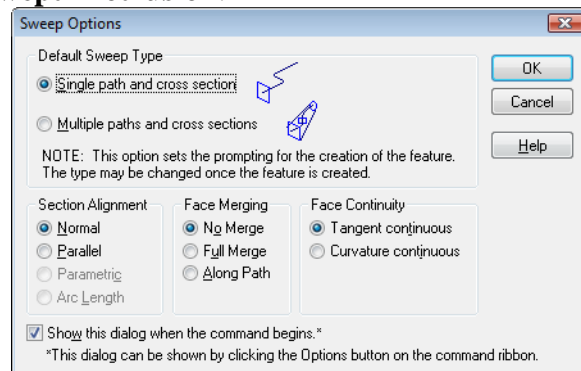 Sweep Options
Default Sweep Type
Single path and cross section
Multiple paths and cross sections
NOTE: This option sets the prompting for the creation of the feature.
The type may be changed once the feature is created.
OK
Cancel
Help
Section Alignment
Normal
Parallel
Parametric
Arc Length
Face Merging
No Merge
Full Merge
Along Path
Face Continuity
Tangent continuous
Curvature continuous
Show this dialog when the command begins.*
*This dialog can be shown by clicking the Options button on the command ribbon.